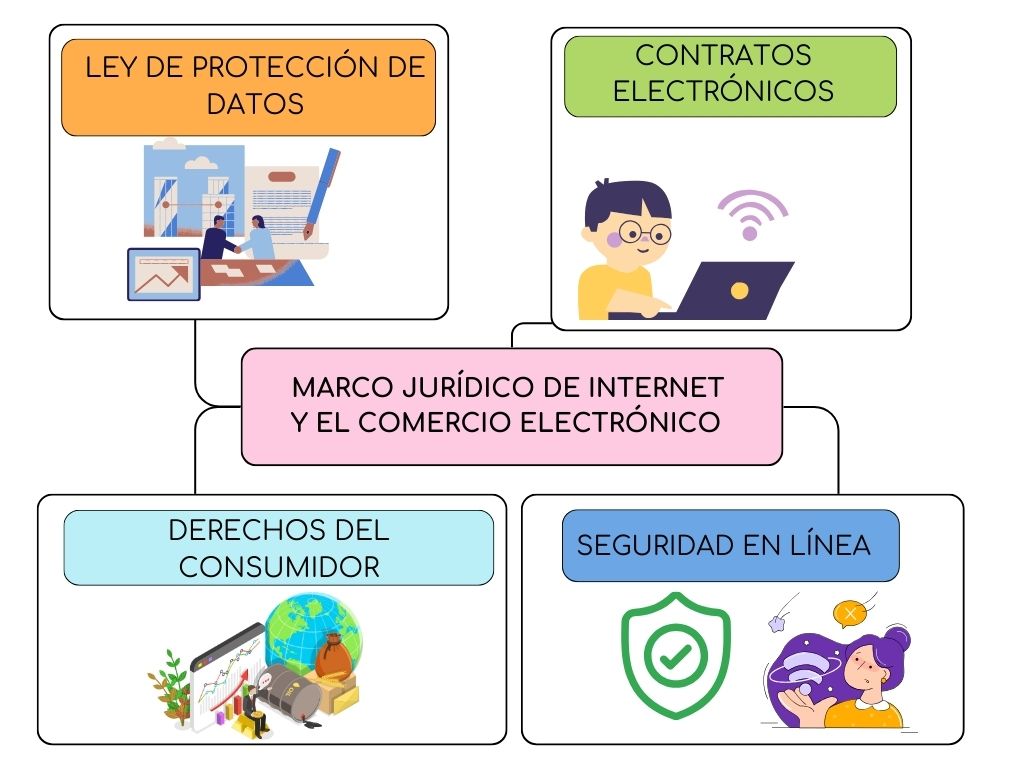 LEY DE PROTECCIÓN DE
DATOS
CONTRATOS
ELECTRÓNICOS
MARCO JURÍDICO DE INTERNET
Y EL COMERCIO ELECTRÓNICO
DERECHOS DEL
CONSUMIDOR
SEGURIDAD EN LÍNEA
OIL